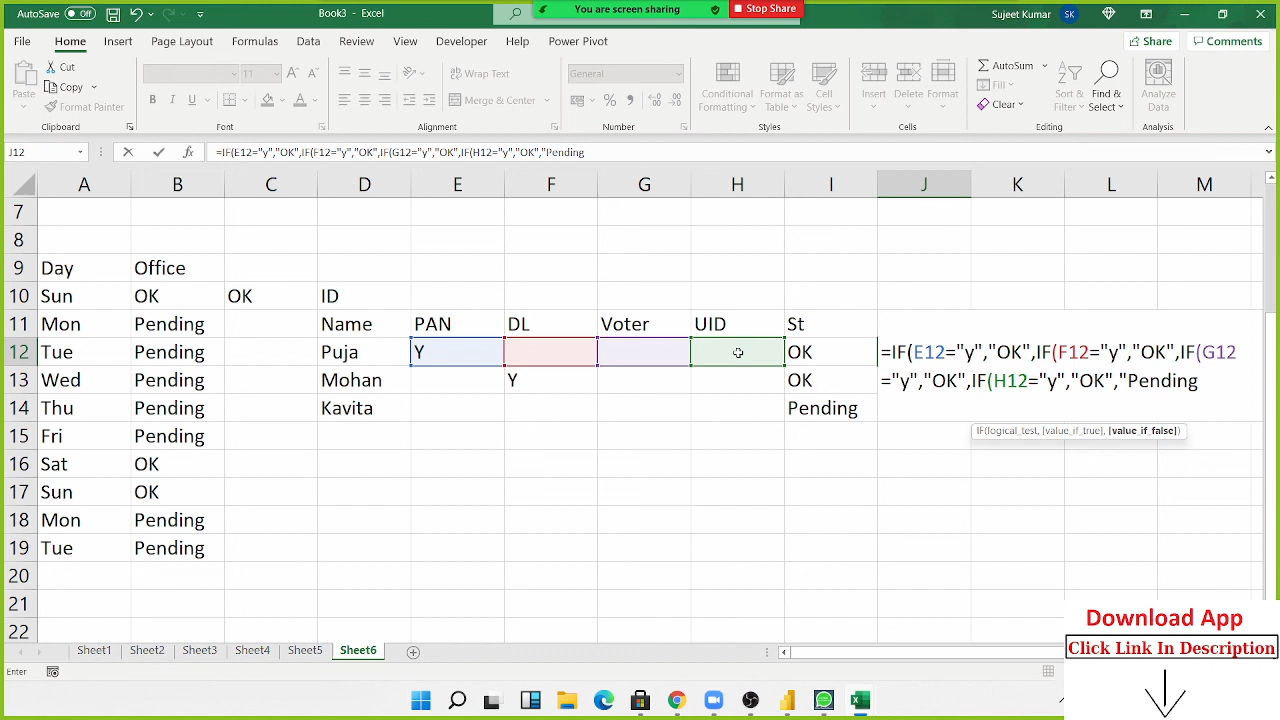 AutoSave Off
Book3 - Excel
You are screen sharing
Stop Share
Sujeet Kumar SK
File Home Insert Page Layout Formulas Data Review View Developer Help Power Pivot Share Comments
Paste Cut Copy Format Painter
11 B I U
Wrap Text
Merge & Center
General
Conditional Formatting
Format as Table
Cell Styles
Insert Delete Format
AutoSum
Fill
Clear
Sort & Filter
Find & Select
Analyze Data
Clipboard Font Alignment Number Styles Cells Editing Analysis
J12 fx =IF(E12="y","OK",IF(F12="y","OK",IF(G12="y","OK",IF(H12="y","OK","Pending
A B C D E F G H I J K L M
7
8
9 Day Office
10 Sun OK OK ID
11 Mon Pending Name PAN DL Voter UID St
12 Tue Pending Puja Y OK =IF(E12="y","OK",IF(F12="y","OK",IF(G12
13 Wed Pending Mohan Y OK ="y","OK",IF(H12="y","OK","Pending
14 Thu Pending Kavita Pending
IF(logical_test, [value_if_true], [value_if_false])
15 Fri Pending
16 Sat OK
17 Sun OK
18 Mon Pending
19 Tue Pending
20
21
22
Download App
Click Link In Description
Sheet1 Sheet2 Sheet3 Sheet4 Sheet5 Sheet6
Enter